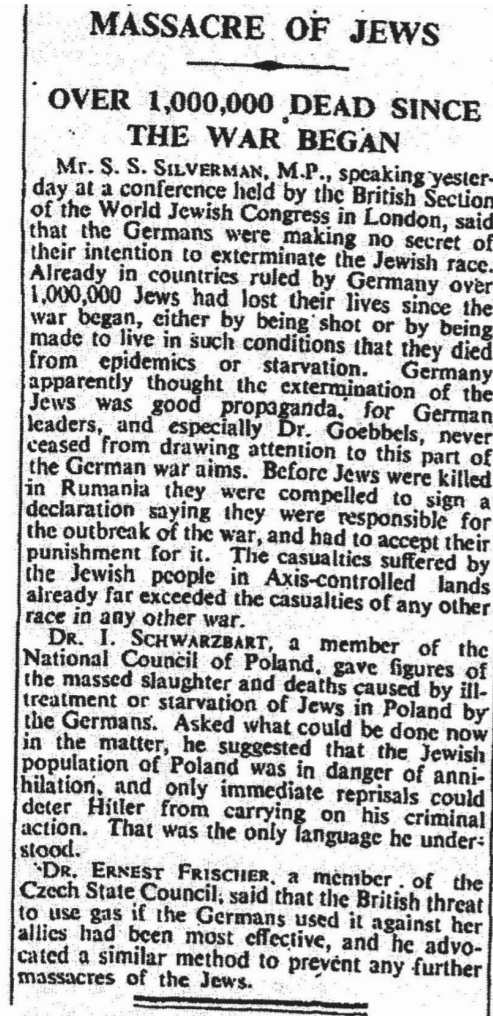 MASSACRE OF JEWS
OVER 1,000,000 DEAD SINCE
THE WAR BEGAN
Mr. S. S. SILVERMAN, M.P., speaking yester-
day at a conference held by the British Section
of the World Jewish Congress in London, said
that the Germans were making no secret of
their intention to exterminate the Jewish race.
Already in countries ruled by Germany over
1,000,000 Jews had lost their lives since the
war began, either by being shot or by being
made to live in such conditions that they died
from epidemics or starvation. Germany
apparently thought the extermination of the
Jews was good propaganda, for German
leaders, and especially Dr. Goebbels, never
ceased from drawing attention to this part of
the German war aims. Before Jews were killed
in Rumania they were compelled to sign a
declaration saying they were responsible for
the outbreak of the war, and had to accept their
punishment for it. The casualties suffered by
the Jewish people in Axis-controlled lands
already far exceeded the casualties of any other
race in any other war.
DR. I. SCHWARZBART, a member of the
National Council of Poland, gave figures of
the massed slaughter and deaths caused by ill-
treatment or starvation of Jews in Poland by
the Germans. Asked what could be done now
in the matter, he suggested that the Jewish
population of Poland was in danger of anni-
hilation, and only immediate reprisals could
deter Hitler from carrying on his criminal
action. That was the only language he under-
stood.
DR. ERNEST FRISCHER, a member of the
Czech State Council, said that the British threat
to use gas if the Germans used it against her
allies had been most effective, and he advo-
cated a similar method to prevent any further
massacres of the Jews.